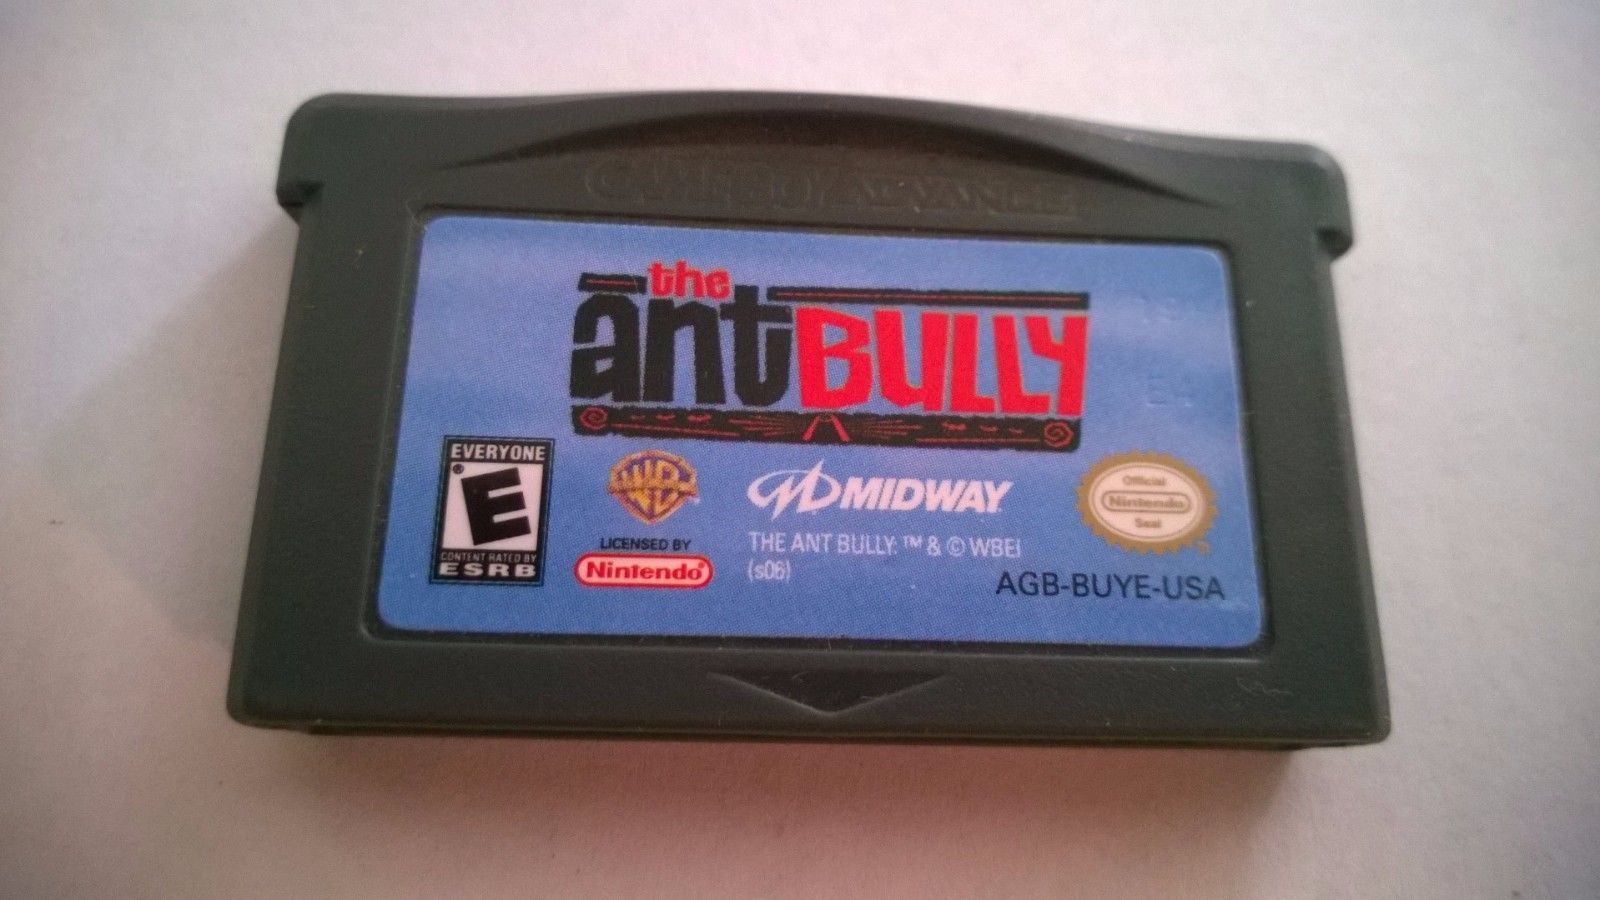 GAME BOY ADVANCE
the
ant BULLY
EVERYONE
E
®
CONTENT RATED BY
ESRB
WB
LICENSED BY
Nintendo®
MIDWAY
THE ANT BULLY: ™ & © WBEI
(s06)
Official
Nintendo
Seal
AGB-BUYE-USA